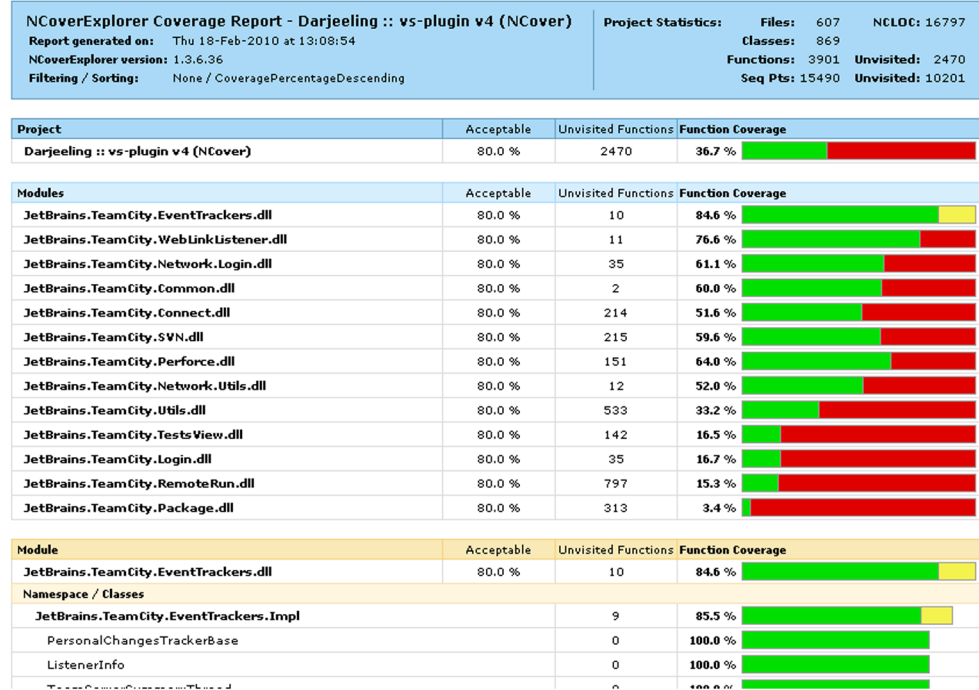 NCoverExplorer Coverage Report - Darjeeling :: vs-plugin v4 (NCover) Project Statistics: Files: 607 NCLOC: 16797
Report generated on: Thu 18-Feb-2010 at 13:08:54 Classes: 869
NCoverExplorer version: 1.3.6.36 Functions: 3901 Unvisited: 2470
Filtering / Sorting: None / CoveragePercentageDescending Seq Pts: 15490 Unvisited: 10201
Project Acceptable Unvisited Functions Function Coverage
Darjeeling :: vs-plugin v4 (NCover) 80.0 % 2470 36.7 %
Modules Acceptable Unvisited Functions Function Coverage
JetBrains.TeamCity.EventTrackers.dll 80.0 % 10 84.6 %
JetBrains.TeamCity.WebLinkListener.dll 80.0 % 11 76.6 %
JetBrains.TeamCity.Network.Login.dll 80.0 % 35 61.1 %
JetBrains.TeamCity.Common.dll 80.0 % 2 60.0 %
JetBrains.TeamCity.Connect.dll 80.0 % 214 51.6 %
JetBrains.TeamCity.SVN.dll 80.0 % 215 59.6 %
JetBrains.TeamCity.Perforce.dll 80.0 % 151 64.0 %
JetBrains.TeamCity.Network.Utils.dll 80.0 % 12 52.0 %
JetBrains.TeamCity.Utils.dll 80.0 % 533 33.2 %
JetBrains.TeamCity.TestsView.dll 80.0 % 142 16.5 %
JetBrains.TeamCity.Login.dll 80.0 % 35 16.7 %
JetBrains.TeamCity.RemoteRun.dll 80.0 % 797 15.3 %
JetBrains.TeamCity.Package.dll 80.0 % 313 3.4 %
Module Acceptable Unvisited Functions Function Coverage
JetBrains.TeamCity.EventTrackers.dll 80.0 % 10 84.6 %
Namespace / Classes
JetBrains.TeamCity.EventTrackers.Impl 9 85.5 %
PersonalChangesTrackerBase 0 100.0 %
ListenerInfo 0 100.0 %